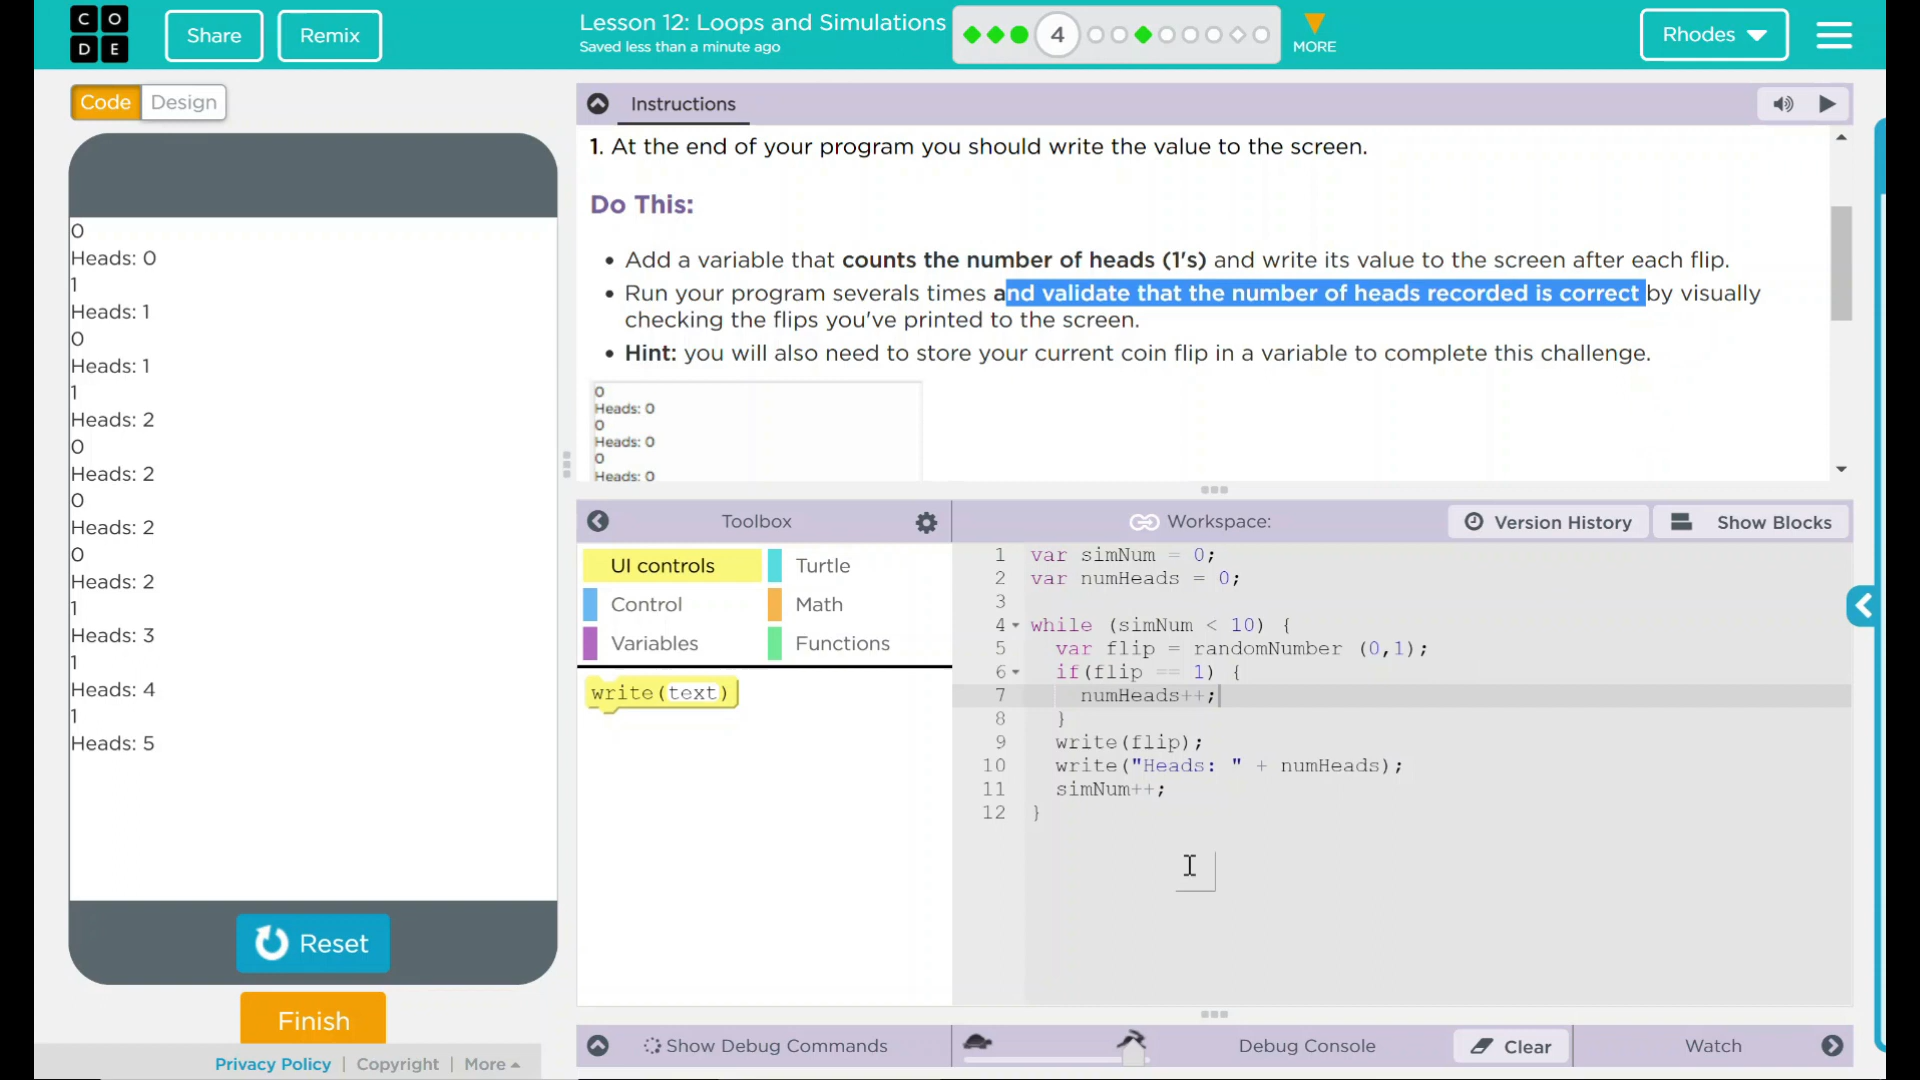 CO
DE
Share
Remix
Lesson 12: Loops and Simulations
Saved less than a minute ago
4
MORE
Rhodes
Code
Design
0
Heads: 0
1
Heads: 1
0
Heads: 1
1
Heads: 2
0
Heads: 2
0
Heads: 2
0
Heads: 2
1
Heads: 3
1
Heads: 4
1
Heads: 5
Reset
Finish
Privacy Policy | Copyright | More
Instructions
1. At the end of your program you should write the value to the screen.
Do This:
• Add a variable that counts the number of heads (1's) and write its value to the screen after each flip.
• Run your program severals times and validate that the number of heads recorded is correct by visually
checking the flips you've printed to the screen.
• Hint: you will also need to store your current coin flip in a variable to complete this challenge.
0
Heads: 0
0
Heads: 0
0
Heads: 0
Toolbox
UI controls
Turtle
Control
Math
Variables
Functions
write(text)
Workspace:
Version History
Show Blocks
1 var simNum = 0;
2 var numHeads = 0;
3
4 while (simNum < 10) {
5 var flip = randomNumber (0,1);
6 if(flip == 1) {
7 numHeads++;
8 }
9 write(flip);
10 write("Heads: " + numHeads);
11 simNum++;
12 }
Show Debug Commands
Debug Console
Clear
Watch